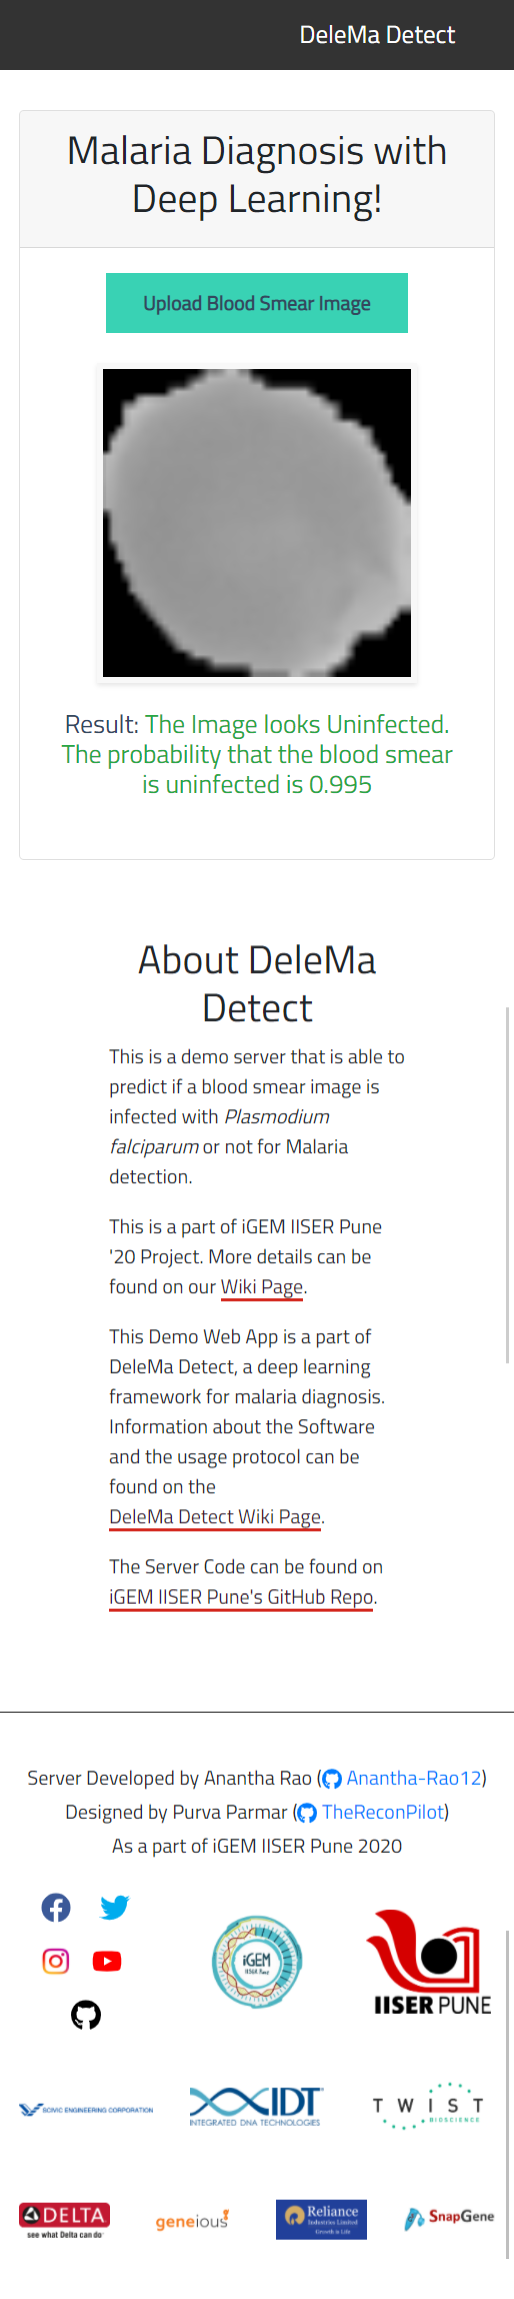 DeleMa Detect
Malaria Diagnosis with
Deep Learning!
Upload Blood Smear Image
Result: The Image looks Uninfected.
The probability that the blood smear
is uninfected is 0.995
About DeleMa
Detect
This is a demo server that is able to
predict if a blood smear image is
infected with Plasmodium
falciparum or not for Malaria
detection.
This is a part of iGEM IISER Pune
'20 Project. More details can be
found on our Wiki Page.
This Demo Web App is a part of
DeleMa Detect, a deep learning
framework for malaria diagnosis.
Information about the Software
and the usage protocol can be
found on the
DeleMa Detect Wiki Page.
The Server Code can be found on
iGEM IISER Pune's GitHub Repo.
Server Developed by Anantha Rao ( Anantha-Rao12)
Designed by Purva Parmar ( TheReconPilot)
As a part of iGEM IISER Pune 2020
iGEM
IISER Pune
IISER PUNE
SCIVIC ENGINEERING CORPORATION
IDT
INTEGRATED DNA TECHNOLOGIES
TWIST
BIOSCIENCE
DELTA
see what Delta can do
geneious
Reliance
Industries Limited
Growth is Life
SnapGene